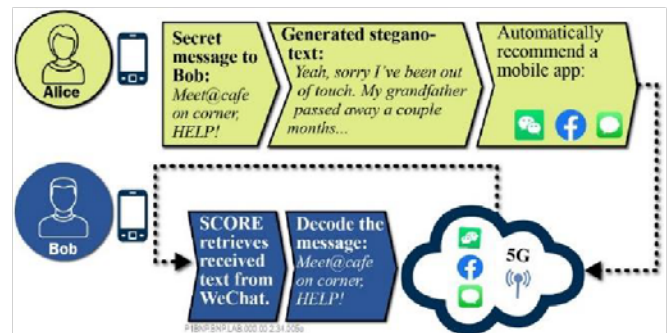 Alice
Secret
message to
Bob:
Meet@cafe
on corner,
HELP!
Generated stegano-
text:
Yeah, sorry I've been out
of touch. My grandfather
passed away a couple
months…
Automatically
recommend a
mobile app:
Bob
SCORE
retrieves
received
text from
WeChat.
Decode the
message:
Meet@cafe
on corner,
HELP!
5G